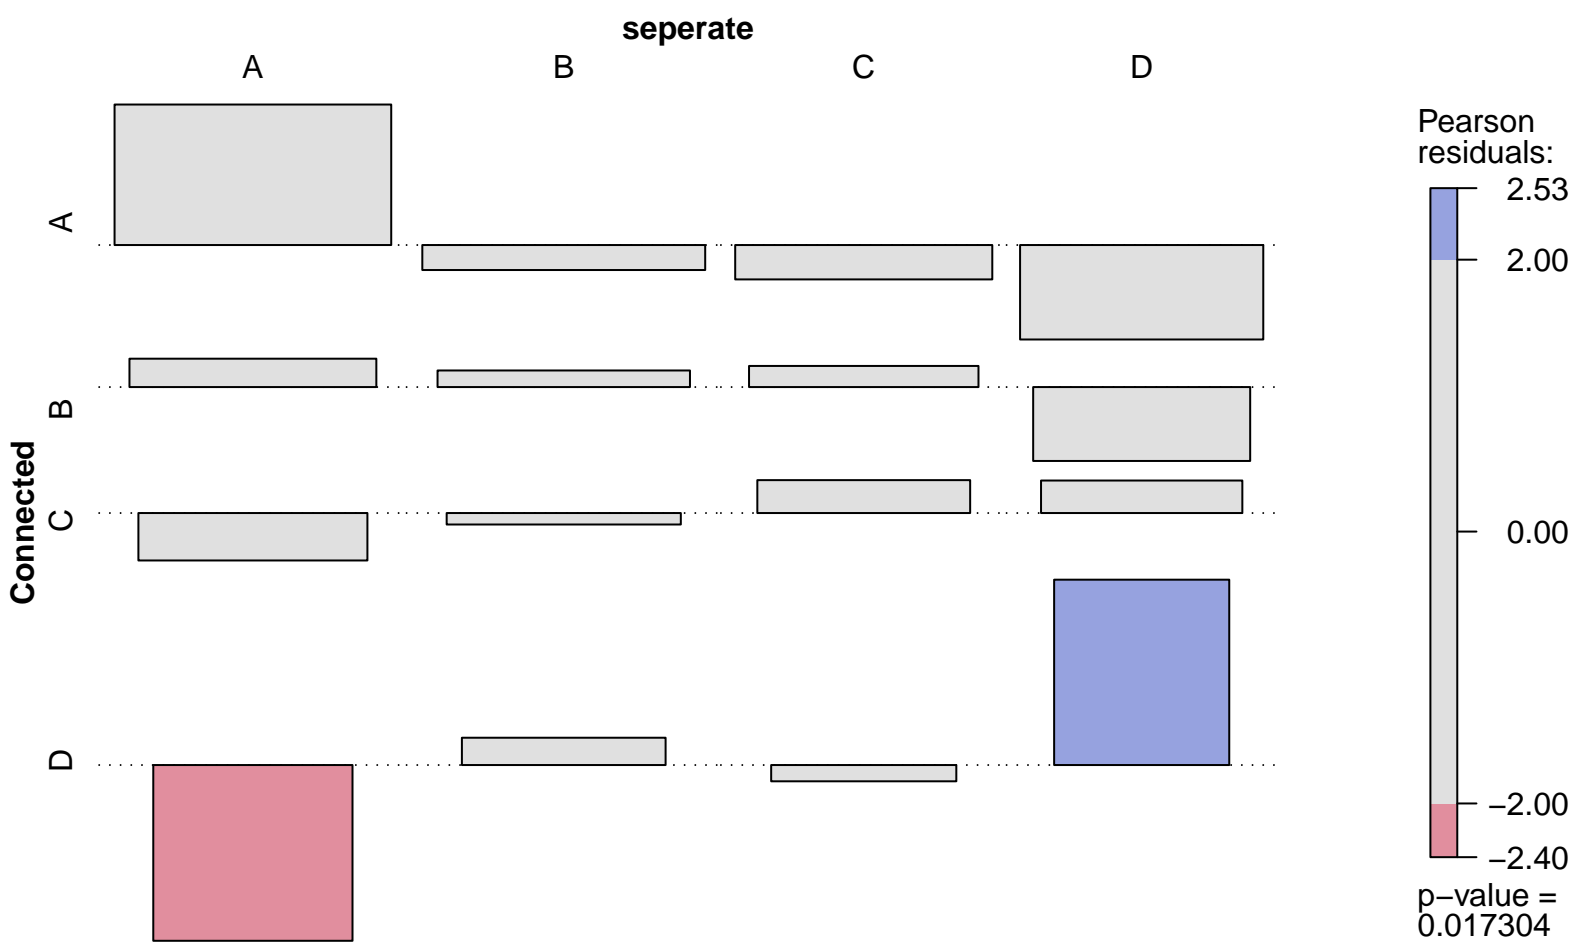 seperate
A B C D
A
B
C
D
Connected
Pearson
residuals:
2.53
2.00
0.00
−2.00
−2.40
p−value =
0.017304